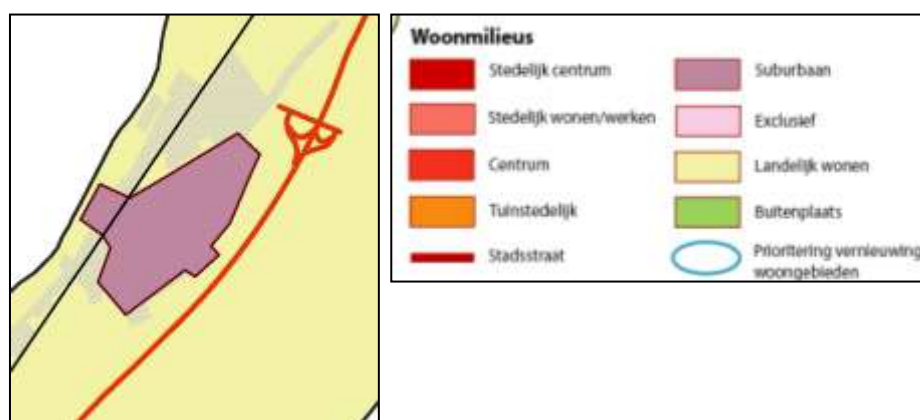 Woonmilieus
Stedelijk centrum
Stedelijk wonen/werken
Centrum
Tuinstedelijk
Stadsstraat
Suburbaan
Exclusief
Landelijk wonen
Buitenplaats
Prioritering vernieuwing
woongebieden